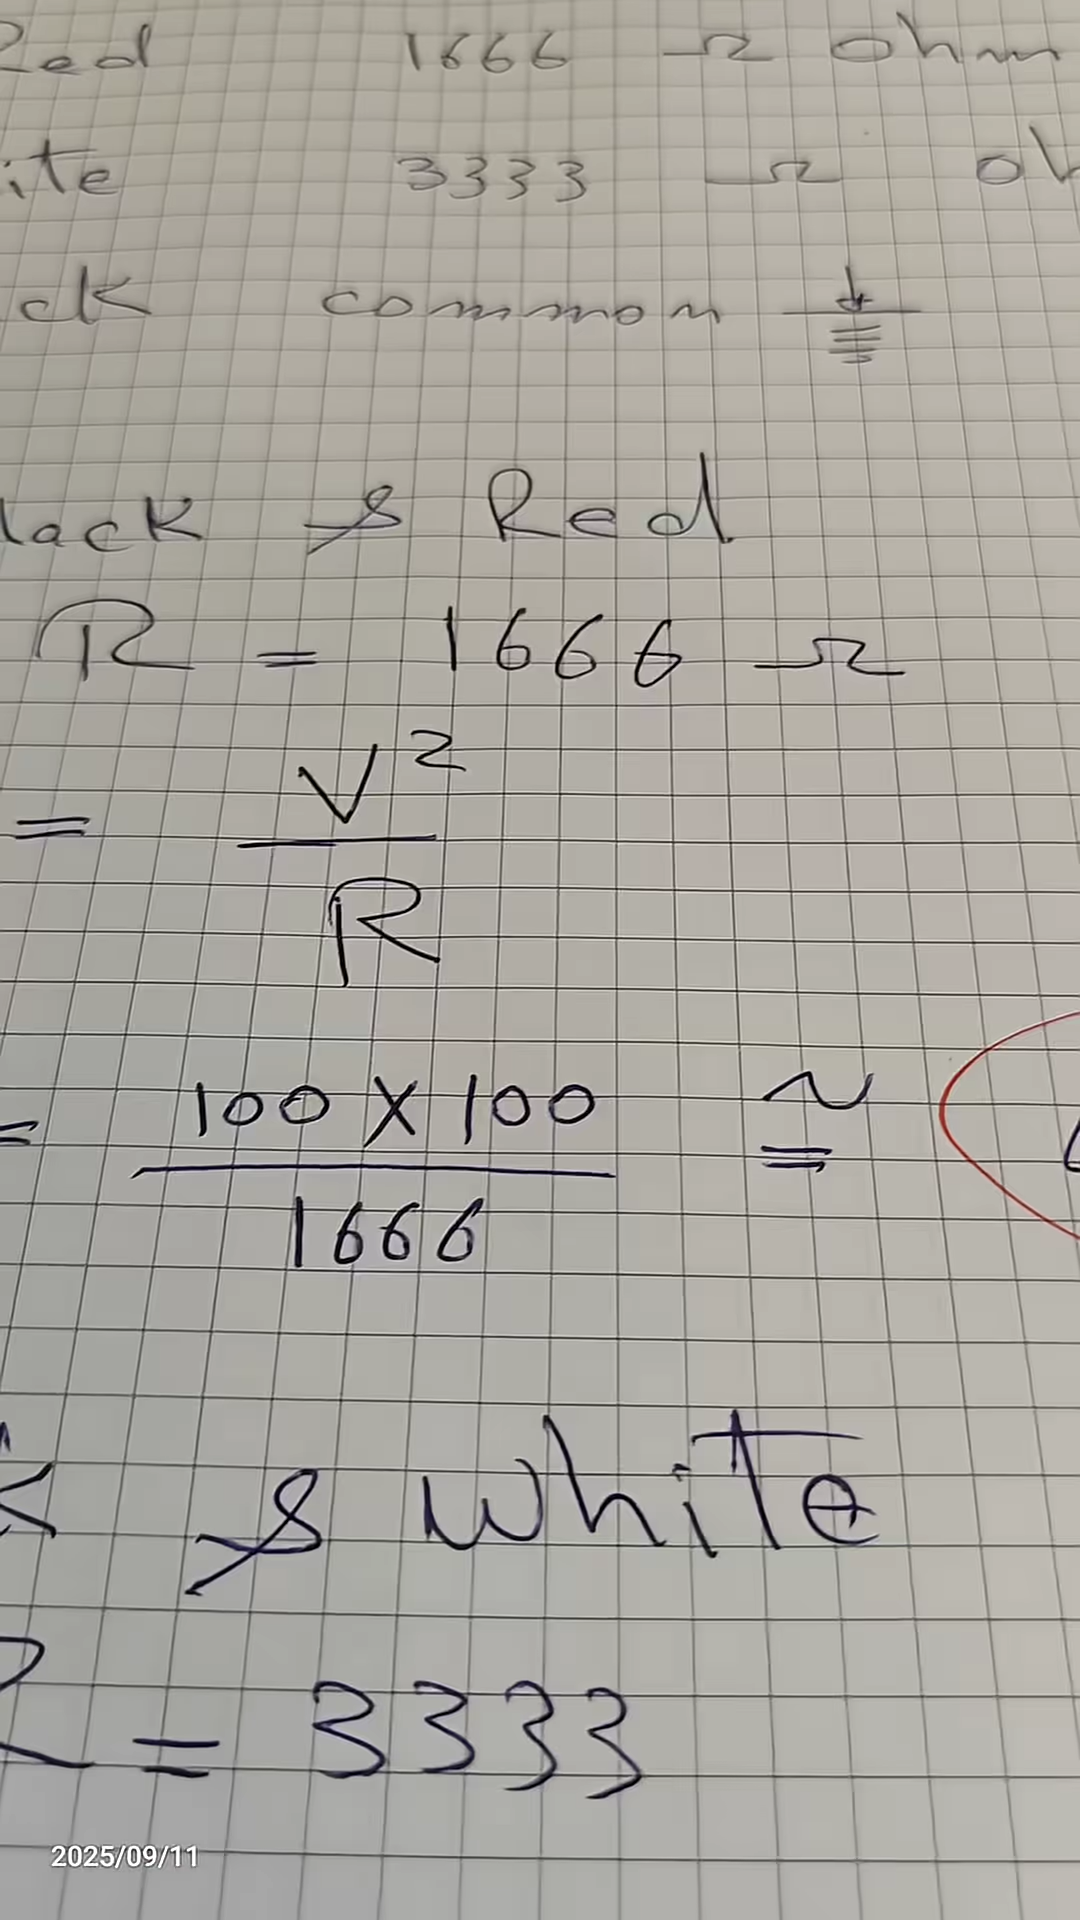 Red 1666 Ω ohm
ite 3333 Ω oh
ck common
lack & Red
R = 1666 Ω
= V²
R
= 100 X 100 ≅
1666
k & white
R = 3333
2025/09/11